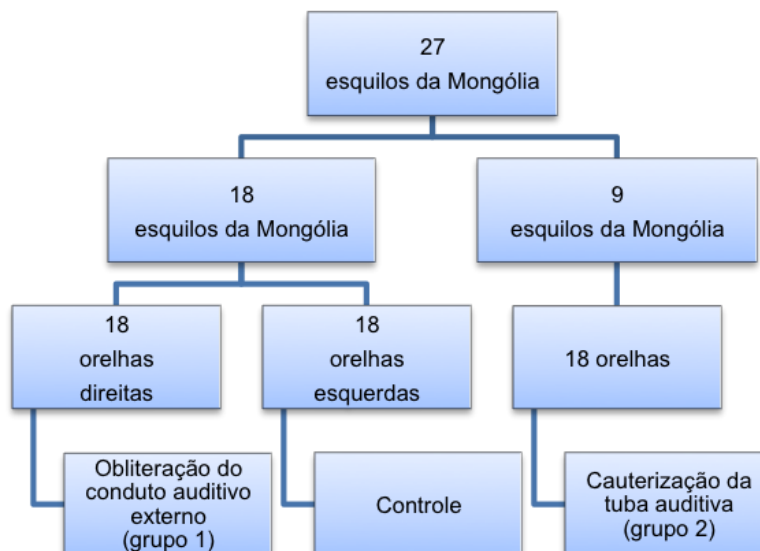 27
esquilos da Mongólia
18
esquilos da Mongólia
9
esquilos da Mongólia
18
orelhas
direitas
18
orelhas
esquerdas
18 orelhas
Obliteração do
conduto auditivo
externo
(grupo 1)
Controle
Cauterização da
tuba auditiva
(grupo 2)